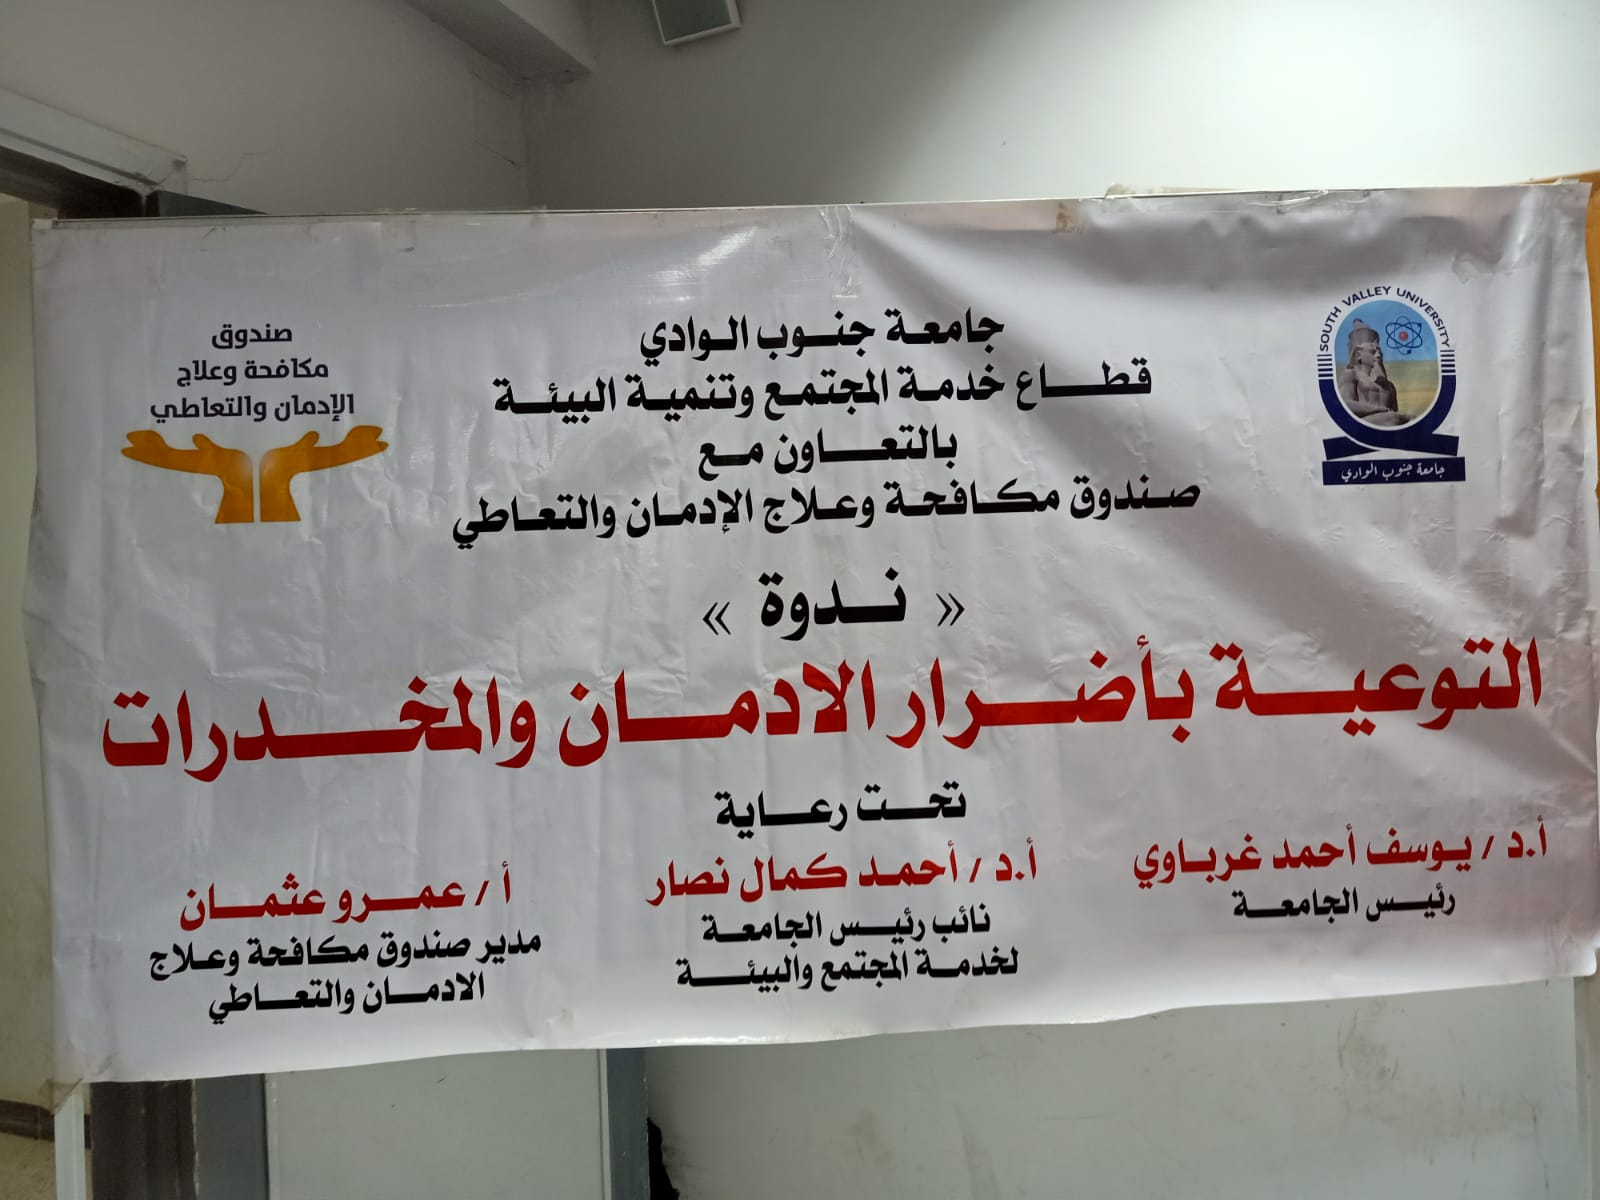 جامعة جنوب الوادي
قطاع خدمة المجتمع وتنمية البيئة
بالتعاون مع
صندوق مكافحة وعلاج الإدمان والتعاطي
SOUTH VALLEY UNIVERSITY
جامعة جنوب الوادي
صندوق
مكافحة وعلاج
الإدمان والتعاطي
« ندوة »
التوعية بأضرار الادمان والمخدرات
تحت رعاية
أ.د / يوسف أحمد غرباوي
رئيس الجامعة
أ.د / أحمد كمال نصار
نائب رئيس الجامعة
لخدمة المجتمع والبيئة
أ / عمرو عثمان
مدير صندوق مكافحة وعلاج
الادمان والتعاطي